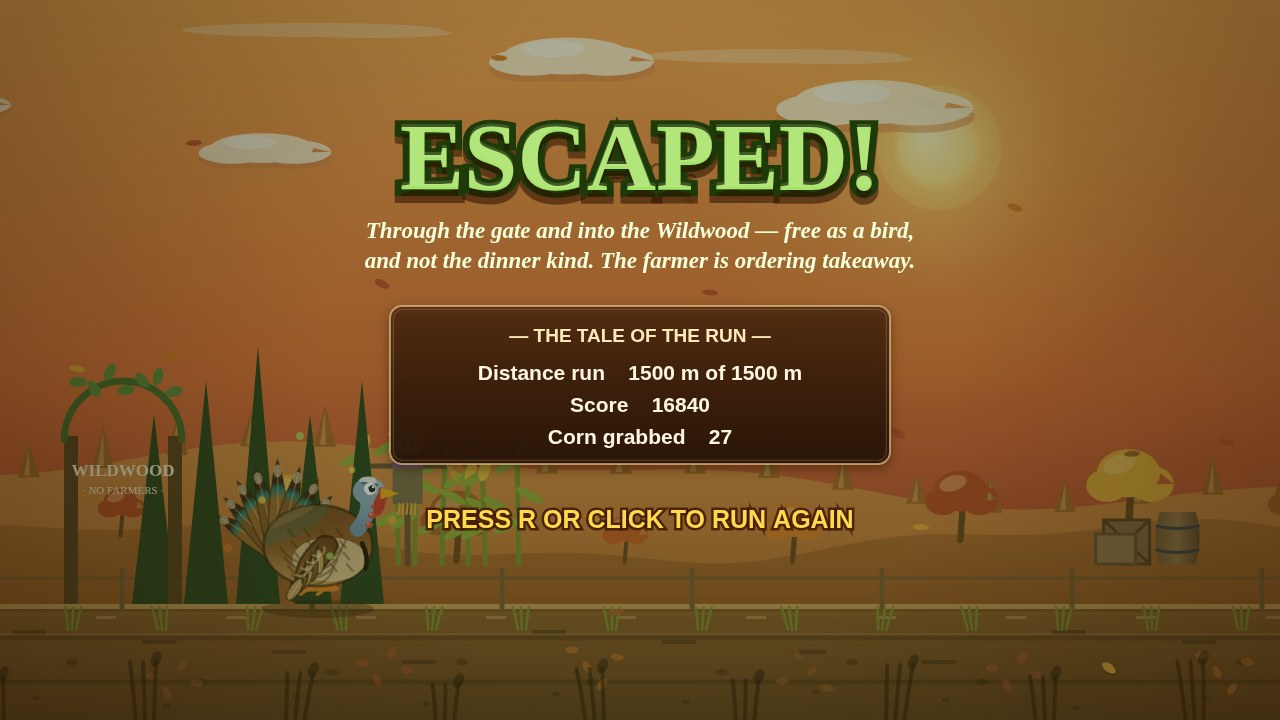 ESCAPED!
Through the gate and into the Wildwood — free as a bird,
and not the dinner kind. The farmer is ordering takeaway.
— THE TALE OF THE RUN —
Distance run 1500 m of 1500 m
Score 16840
Corn grabbed 27
WILDWOOD
· NO FARMERS ·
PRESS R OR CLICK TO RUN AGAIN